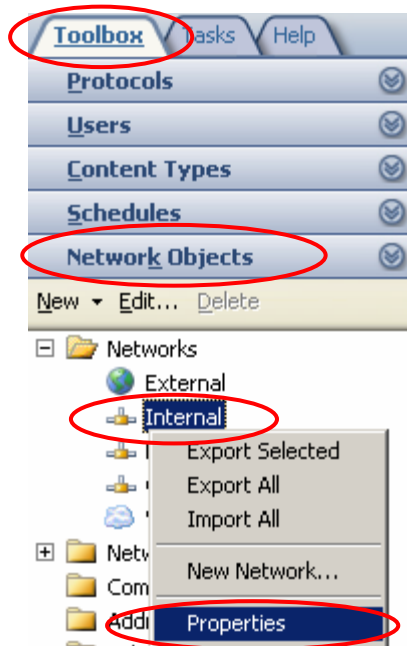 Toolbox Tasks Help
Protocols
Users
Content Types
Schedules
Network Objects
New Edit... Delete
Networks
External
Internal
Export Selected
Export All
Import All
New Network...
Properties